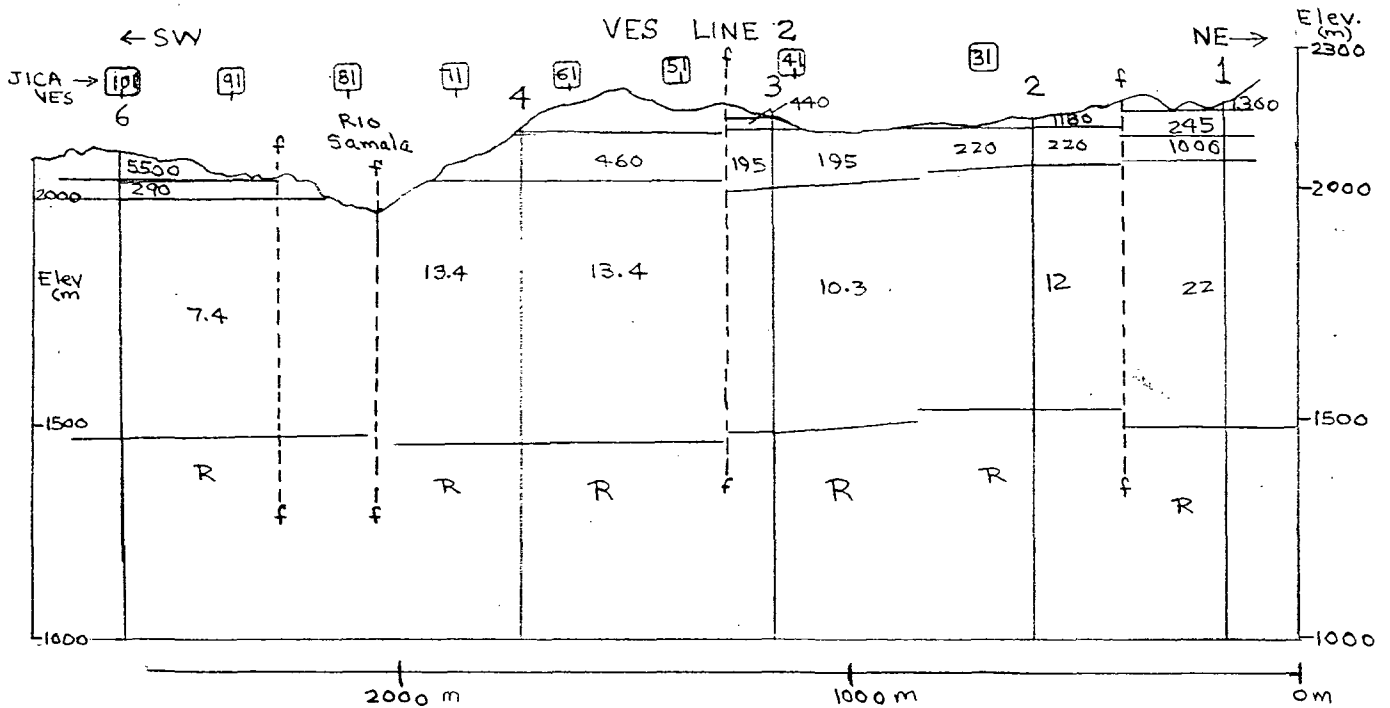 ← SW VES LINE 2 NE → Elev. (m)
2300
JICA → VES 101 91 81 71 61 51 41 31
6 4 3 2 1
RIO Samala
f f f f
440 1180 1360
5500 460 195 195 220 220 245
290 1006
2000 2000
Elev (m
7.4 13.4 13.4 10.3 12 22
1500 1500
R R R R R R
f f f f
1000 1000
2000 m 1000 m 0 m